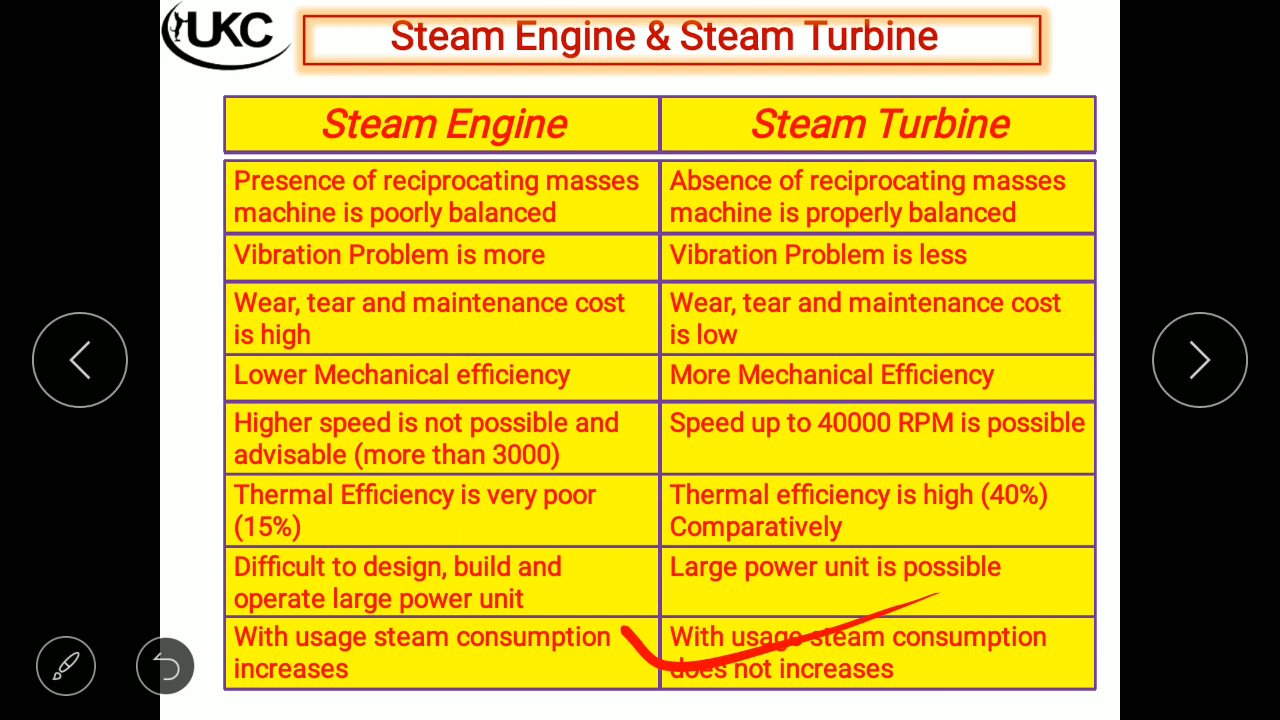 UKC
Steam Engine & Steam Turbine
Steam Engine
Steam Turbine
Presence of reciprocating masses
machine is poorly balanced
Absence of reciprocating masses
machine is properly balanced
Vibration Problem is more
Vibration Problem is less
Wear, tear and maintenance cost
is high
Wear, tear and maintenance cost
is low
Lower Mechanical efficiency
More Mechanical Efficiency
Higher speed is not possible and
advisable (more than 3000)
Speed up to 40000 RPM is possible
Thermal Efficiency is very poor
(15%)
Thermal efficiency is high (40%)
Comparatively
Difficult to design, build and
operate large power unit
Large power unit is possible
With usage steam consumption
increases
With usage steam consumption
does not increases